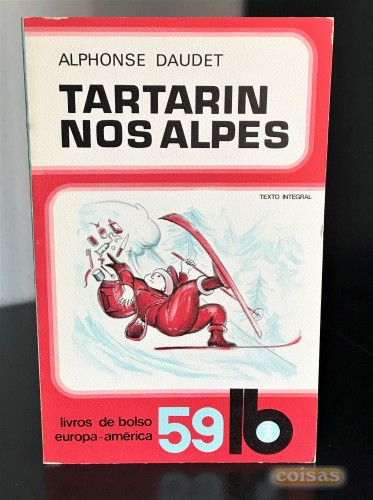 ALPHONSE DAUDET
TARTARIN
NOS ALPES
TEXTO INTEGRAL
livros de bolso
europa-américa
59
lb
coisas